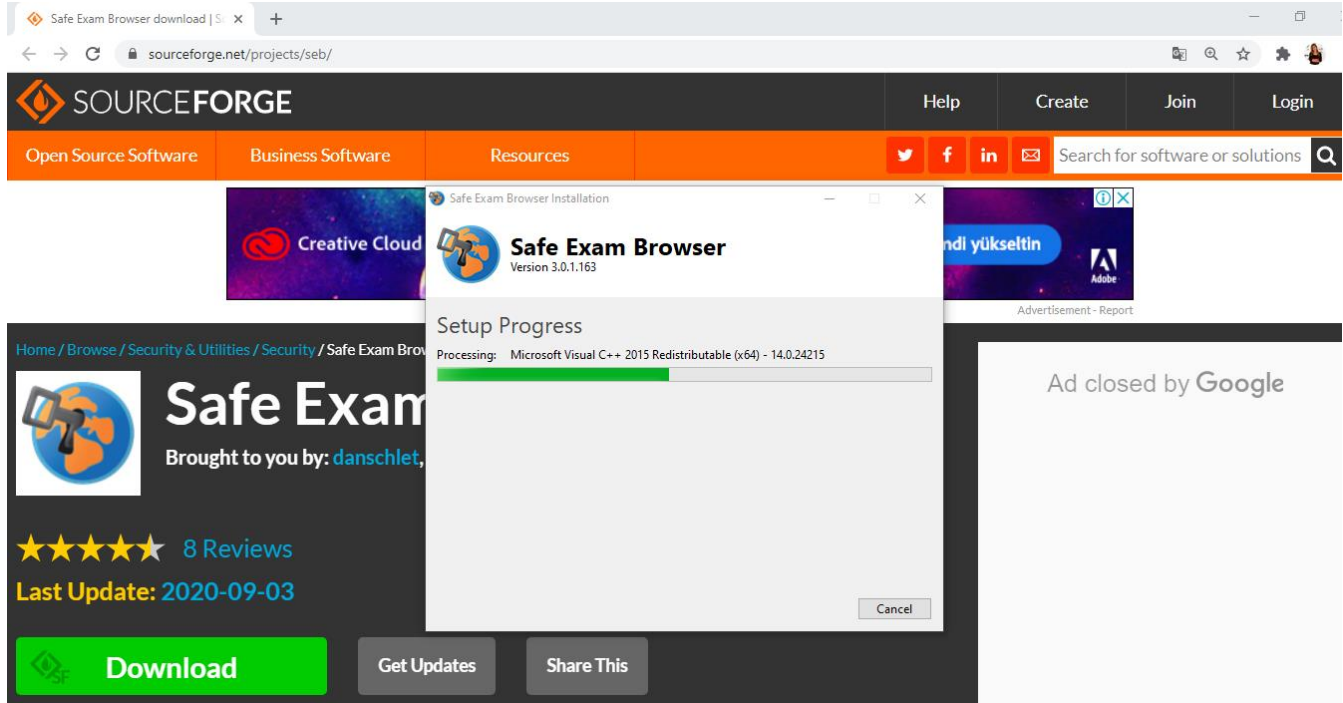 Safe Exam Browser download |
sourceforge.net/projects/seb/
SOURCEFORGE
Help
Create
Join
Login
Open Source Software
Business Software
Resources
f
in
Search for software or solutions
Creative Cloud
ndi yükseltin
Adobe
Advertisement - Report
Safe Exam Browser Installation
Safe Exam Browser
Version 3.0.1.163
Setup Progress
Processing: Microsoft Visual C++ 2015 Redistributable (x64) - 14.0.24215
Cancel
Home / Browse / Security & Utilities / Security / Safe Exam Brow
Safe Exam
Brought to you by: danschlet,
8 Reviews
Last Update: 2020-09-03
SF
Download
Get Updates
Share This
Ad closed by Google